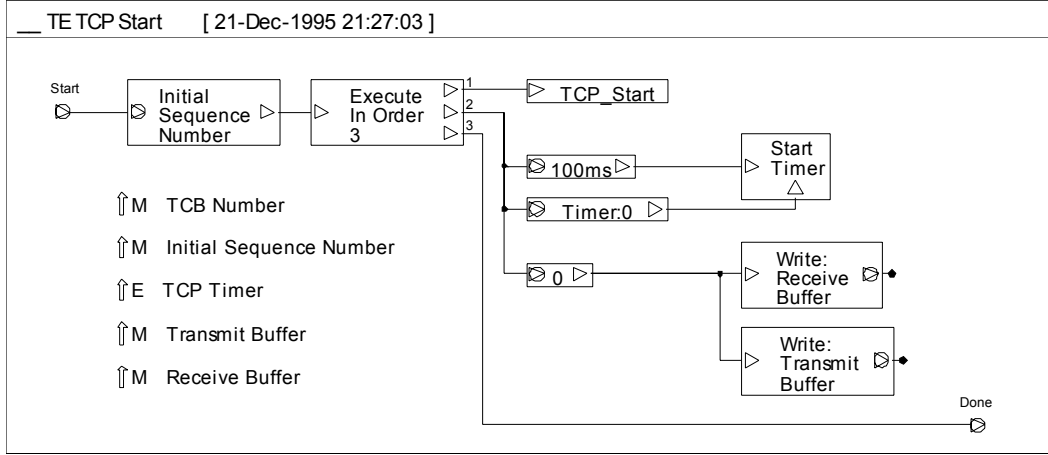 __ TE TCP Start [ 21-Dec-1995 21:27:03 ]
Start
Initial
Sequence
Number
Execute
In Order
3
1
2
3
TCP_Start
100ms
Start
Timer
Timer:0
0
Write:
Receive
Buffer
Write:
Transmit
Buffer
M TCB Number
M Initial Sequence Number
E TCP Timer
M Transmit Buffer
M Receive Buffer
Done